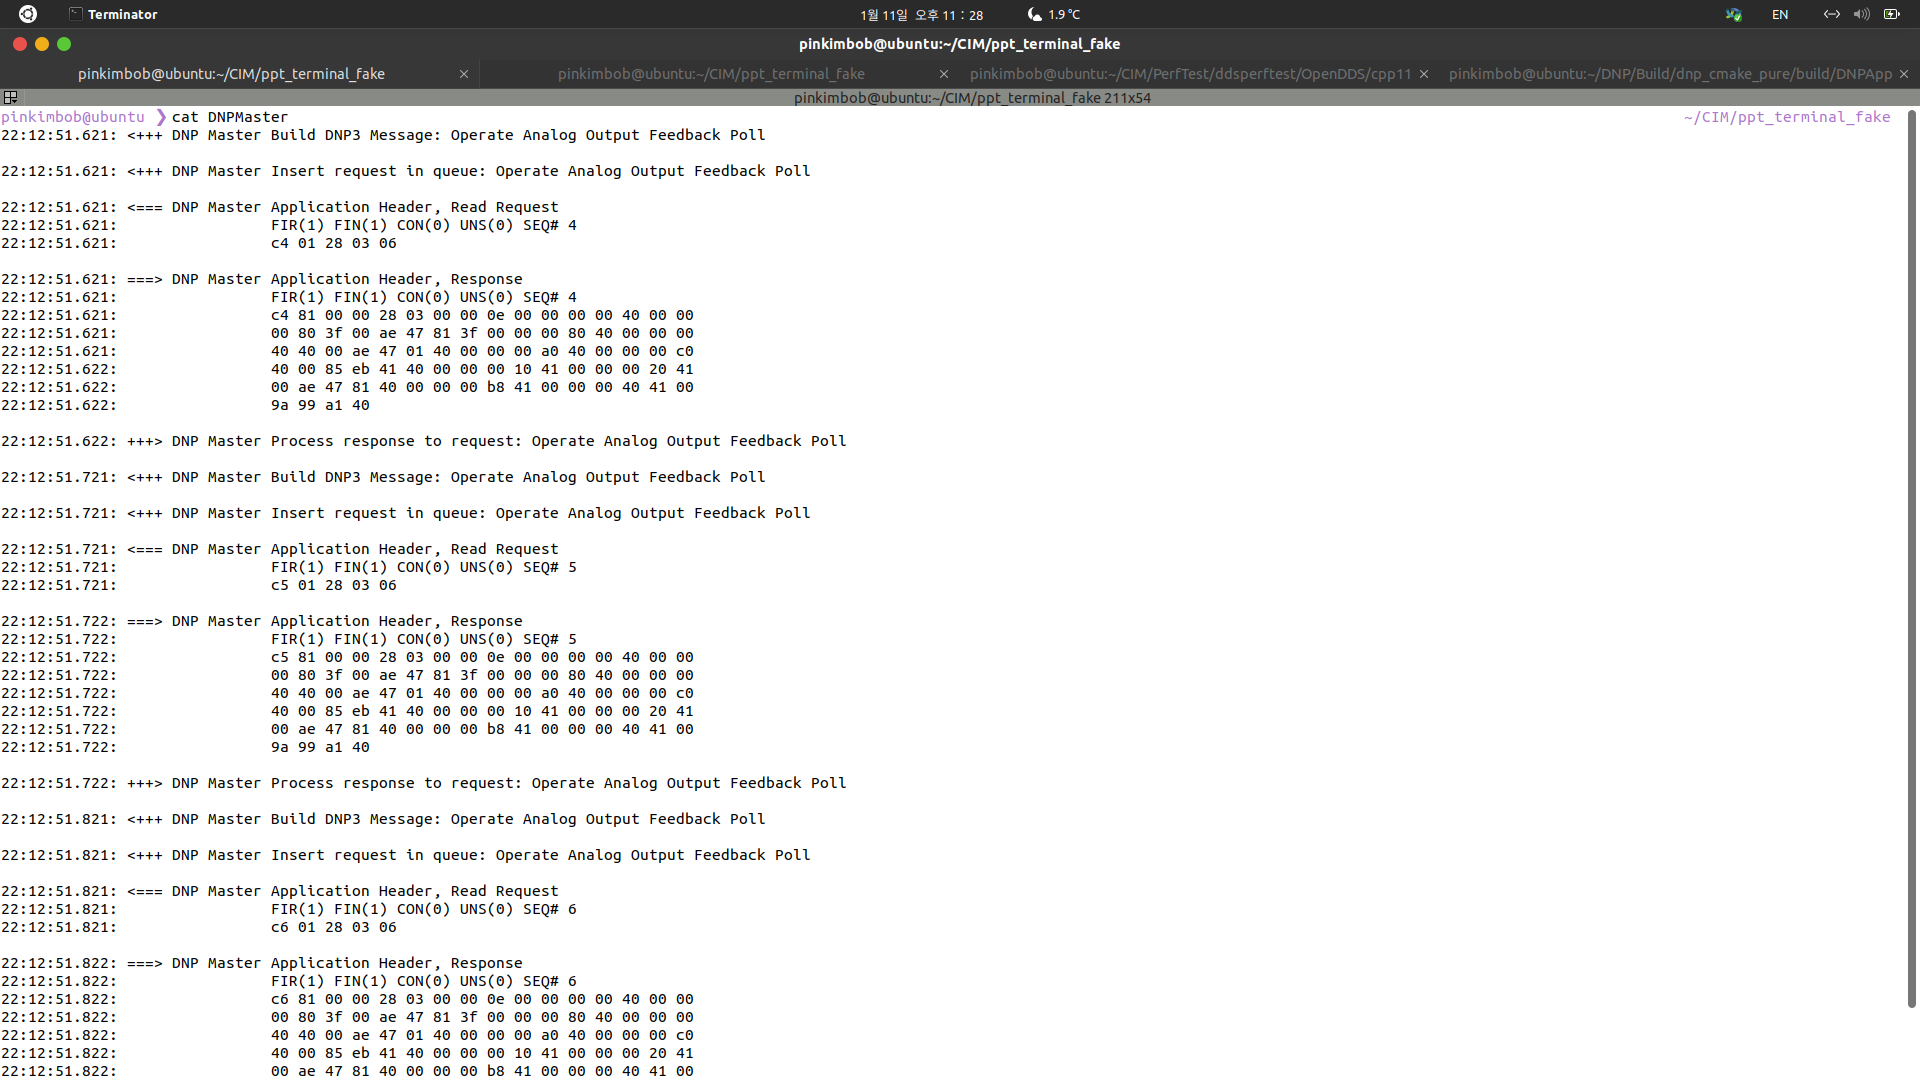 Terminator
1월 11일 오후 11 : 28
1.9 °C
EN
pinkimbob@ubuntu:~/CIM/ppt_terminal_fake
pinkimbob@ubuntu:~/CIM/ppt_terminal_fake
pinkimbob@ubuntu:~/CIM/ppt_terminal_fake
pinkimbob@ubuntu:~/CIM/PerfTest/ddsperftest/OpenDDS/cpp11
pinkimbob@ubuntu:~/DNP/Build/dnp_cmake_pure/build/DNPApp
pinkimbob@ubuntu:~/CIM/ppt_terminal_fake 211x54
pinkimbob@ubuntu ❯ cat DNPMaster
~/CIM/ppt_terminal_fake
22:12:51.621: <+++ DNP Master Build DNP3 Message: Operate Analog Output Feedback Poll
22:12:51.621: <+++ DNP Master Insert request in queue: Operate Analog Output Feedback Poll
22:12:51.621: <=== DNP Master Application Header, Read Request
22:12:51.621: FIR(1) FIN(1) CON(0) UNS(0) SEQ# 4
22:12:51.621: c4 01 28 03 06
22:12:51.621: ===> DNP Master Application Header, Response
22:12:51.621: FIR(1) FIN(1) CON(0) UNS(0) SEQ# 4
22:12:51.621: c4 81 00 00 28 03 00 00 0e 00 00 00 00 40 00 00
22:12:51.621: 00 80 3f 00 ae 47 81 3f 00 00 00 80 40 00 00 00
22:12:51.621: 40 40 00 ae 47 01 40 00 00 00 a0 40 00 00 00 c0
22:12:51.622: 40 00 85 eb 41 40 00 00 00 10 41 00 00 00 20 41
22:12:51.622: 00 ae 47 81 40 00 00 00 b8 41 00 00 00 40 41 00
22:12:51.622: 9a 99 a1 40
22:12:51.622: +++> DNP Master Process response to request: Operate Analog Output Feedback Poll
22:12:51.721: <+++ DNP Master Build DNP3 Message: Operate Analog Output Feedback Poll
22:12:51.721: <+++ DNP Master Insert request in queue: Operate Analog Output Feedback Poll
22:12:51.721: <=== DNP Master Application Header, Read Request
22:12:51.721: FIR(1) FIN(1) CON(0) UNS(0) SEQ# 5
22:12:51.721: c5 01 28 03 06
22:12:51.722: ===> DNP Master Application Header, Response
22:12:51.722: FIR(1) FIN(1) CON(0) UNS(0) SEQ# 5
22:12:51.722: c5 81 00 00 28 03 00 00 0e 00 00 00 00 40 00 00
22:12:51.722: 00 80 3f 00 ae 47 81 3f 00 00 00 80 40 00 00 00
22:12:51.722: 40 40 00 ae 47 01 40 00 00 00 a0 40 00 00 00 c0
22:12:51.722: 40 00 85 eb 41 40 00 00 00 10 41 00 00 00 20 41
22:12:51.722: 00 ae 47 81 40 00 00 00 b8 41 00 00 00 40 41 00
22:12:51.722: 9a 99 a1 40
22:12:51.722: +++> DNP Master Process response to request: Operate Analog Output Feedback Poll
22:12:51.821: <+++ DNP Master Build DNP3 Message: Operate Analog Output Feedback Poll
22:12:51.821: <+++ DNP Master Insert request in queue: Operate Analog Output Feedback Poll
22:12:51.821: <=== DNP Master Application Header, Read Request
22:12:51.821: FIR(1) FIN(1) CON(0) UNS(0) SEQ# 6
22:12:51.821: c6 01 28 03 06
22:12:51.822: ===> DNP Master Application Header, Response
22:12:51.822: FIR(1) FIN(1) CON(0) UNS(0) SEQ# 6
22:12:51.822: c6 81 00 00 28 03 00 00 0e 00 00 00 00 40 00 00
22:12:51.822: 00 80 3f 00 ae 47 81 3f 00 00 00 80 40 00 00 00
22:12:51.822: 40 40 00 ae 47 01 40 00 00 00 a0 40 00 00 00 c0
22:12:51.822: 40 00 85 eb 41 40 00 00 00 10 41 00 00 00 20 41
22:12:51.822: 00 ae 47 81 40 00 00 00 b8 41 00 00 00 40 41 00